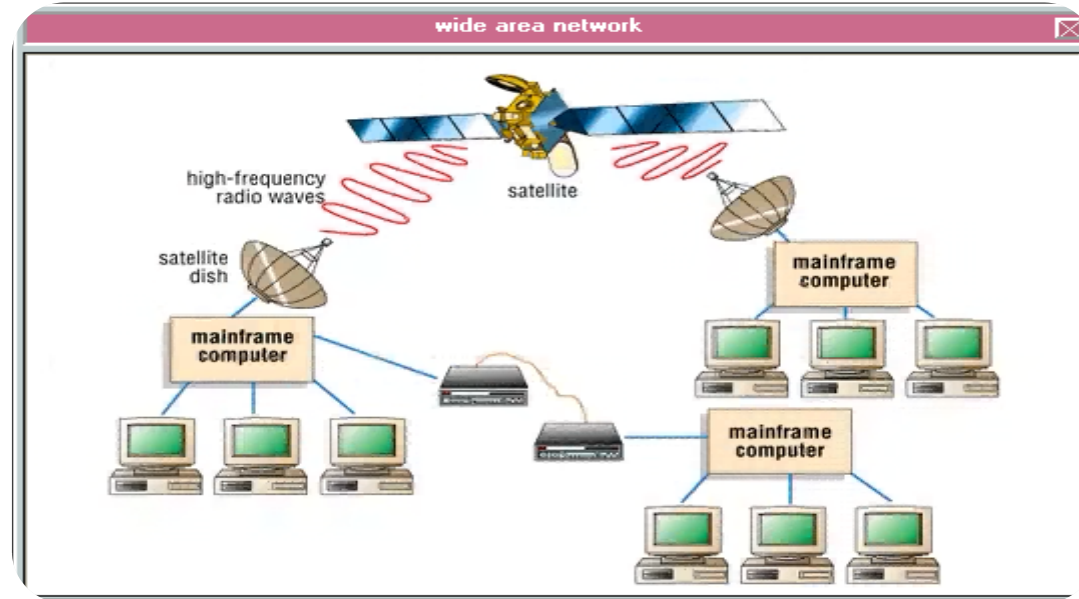 wide area network
high-frequency
radio waves
satellite
satellite
dish
mainframe
computer
mainframe
computer
mainframe
computer